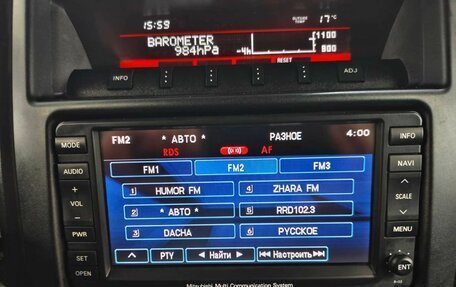 15:59 OUTSIDE TEMP 17°C
BAROMETER 1100
984hPa -4h 800
RESET
INFO ADJ
MODE FM2 * АВТО * РАЗНОЕ 4:00 INFO
RDS AF
AUDIO FM1 FM2 FM3 NAVI
+ 1 HUMOR FM 4 ZHARA FM
VOL 2 * АВТО * 5 RRD102.3 SCALE
- 3 DACHA 6 РУССКОЕ MENU
PWR
SET PTY ◄ Найти ► |◄◄ Настроить ►►| ENT
OPEN
Mitsubishi Multi Communication System